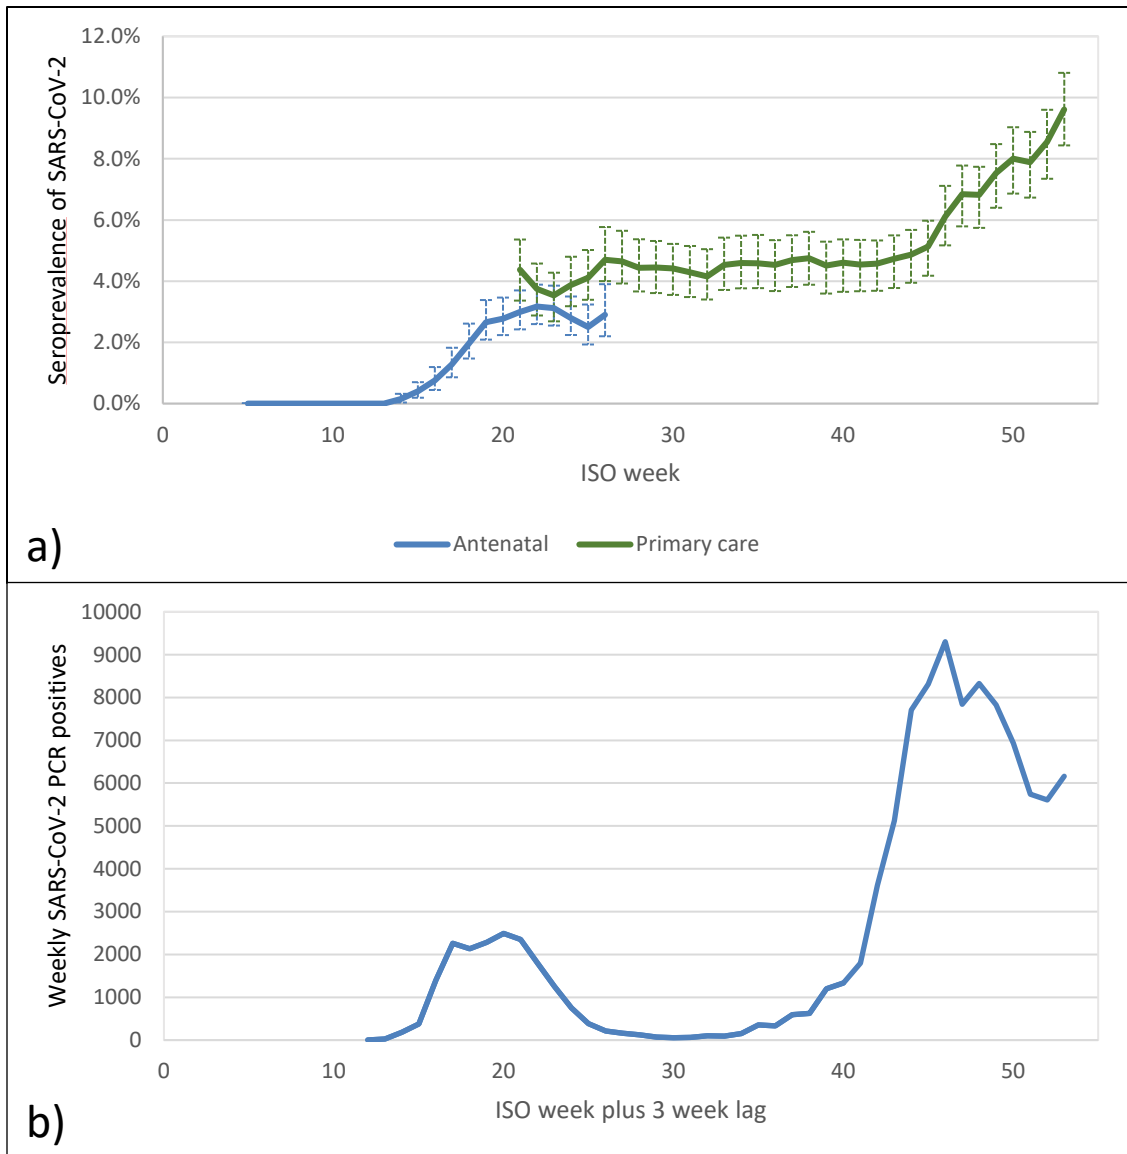 12.0%
10.0%
8.0%
6.0%
4.0%
2.0%
0.0%
Seroprevalence of SARS-CoV-2
0 10 20 30 40 50
ISO week
a)
Antenatal Primary care
10000
9000
8000
7000
6000
5000
4000
3000
2000
1000
0
Weekly SARS-CoV-2 PCR positives
0 10 20 30 40 50
ISO week plus 3 week lag
b)